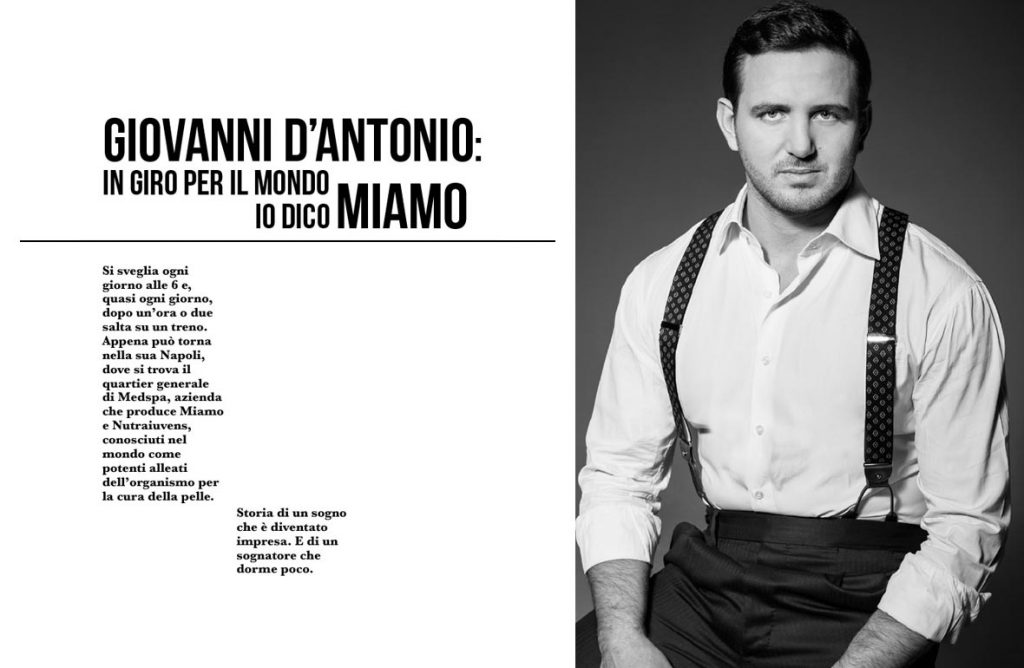 GIOVANNI D'ANTONIO:
IN GIRO PER IL MONDO
IO DICO MIAMO
Si sveglia ogni
giorno alle 6 e,
quasi ogni giorno,
dopo un'ora o due
salta su un treno.
Appena può torna
nella sua Napoli,
dove si trova il
quartier generale
di Medspa, azienda
che produce Miamo
e Nutraiuvens,
conosciuti nel
mondo come
potenti alleati
dell'organismo per
la cura della pelle.
Storia di un sogno
che è diventato
impresa. E di un
sognatore che
dorme poco.